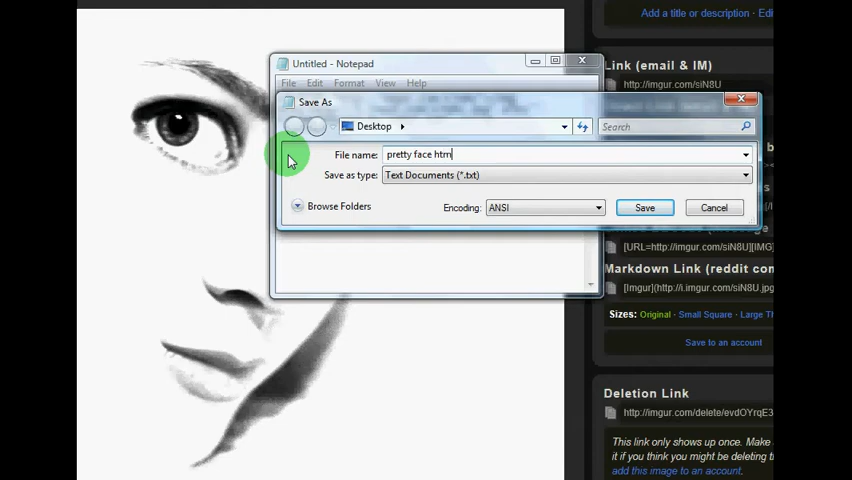 Add a title or description · Edi
Untitled - Notepad
File Edit Format View Help
Link (email & IM)
http://imgur.com/siN8U
Save As
Desktop
Search
File name: pretty face htm
Save as type: Text Documents (*.txt)
Browse Folders
Encoding: ANSI
Save
Cancel
[URL=http://imgur.com/siN8U][IMG]
Markdown Link (reddit con
[Imgur](http://i.imgur.com/siN8U.jpg
Sizes: Original · Small Square · Large Th
Save to an account
Deletion Link
http://imgur.com/delete/evdOYrqE3
This link only shows up once. Make
it if you think you might be deleting t
add this image to an account.